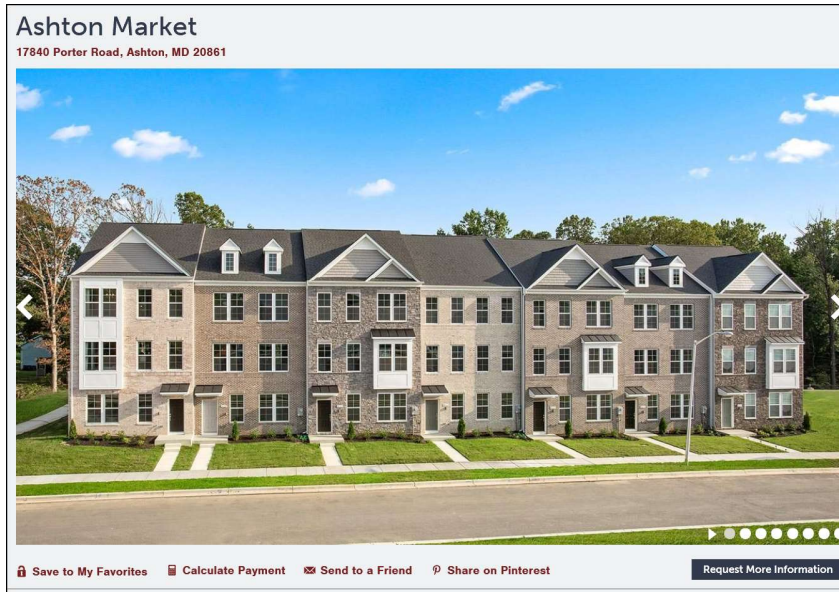 Ashton Market
17840 Porter Road, Ashton, MD 20861
Save to My Favorites
Calculate Payment
Send to a Friend
Share on Pinterest
Request More Information